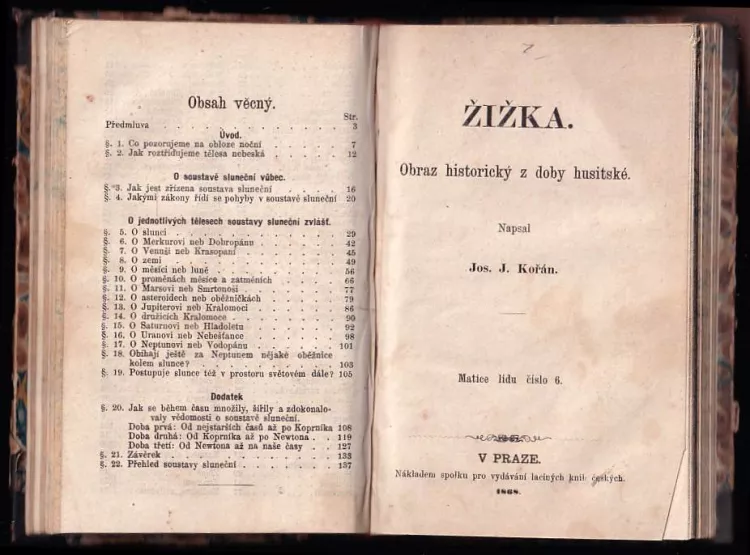 Obsah věcný.
Str.
Předmluva . . . . . . . . . . . . 3
Úvod.
§. 1. Co pozorujeme na obloze noční . . . . 7
§. 2. Jak roztřiďujeme tělesa nebeská . . . . 12
O soustavě sluneční vůbec.
§. 3. Jak jest zřízena soustava sluneční . . . . 16
§. 4. Jakými zákony řídí se pohyby v soustavě sluneční 20
O jednotlivých tělesech soustavy sluneční zvlášť.
§. 5. O slunci . . . . . . . . . . 29
§. 6. O Merkurovi neb Dobropánu . . . . . 42
§. 7. O Venuši neb Krasopaní . . . . . . 45
§. 8. O zemi . . . . . . . . . . 49
§. 9. O měsíci neb luně . . . . . . . 56
§. 10. O proměnách měsíce a zatměních . . . . 66
§. 11. O Marsovi neb Smrtonoši . . . . . 77
§. 12. O asteroidech neb oběžničkách . . . . 79
§. 13. O Jupiterovi neb Kralomoci . . . . . 86
§. 14. O družicích Kralomoce . . . . . . 90
§. 15. O Saturnovi neb Hladoletu . . . . . 92
§. 16. O Uranovi neb Nebešťance . . . . . 98
§. 17. O Neptunovi neb Vodopánu . . . . . 101
§. 18. Obíhají ještě za Neptunem nějaké oběžnice
kolem slunce? . . . . . . . . 103
§. 19. Postupuje slunce též v prostoru světovém dále? 105
Dodatek
§. 20. Jak se během času množily, šířily a zdokonalo-
valy vědomosti o soustavě sluneční.
Doba prvá: Od nejstarších časů až po Koprníka 108
Doba druhá: Od Koprníka až po Newtona . . 119
Doba třetí: Od Newtona až na naše časy . . 127
§. 21. Závěrek . . . . . . . . . . 133
§. 22. Přehled soustavy sluneční . . . . . . 137
ŽIŽKA.
Obraz historický z doby husitské.
Napsal
Jos. J. Kořán.
Matice lidu číslo 6.
V PRAZE.
Nákladem spolku pro vydávání laciných knih českých.
1868.